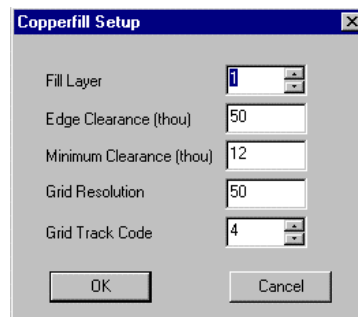 Copperfill Setup
Fill Layer 1
Edge Clearance (thou) 50
Minimum Clearance (thou) 12
Grid Resolution 50
Grid Track Code 4
OK Cancel